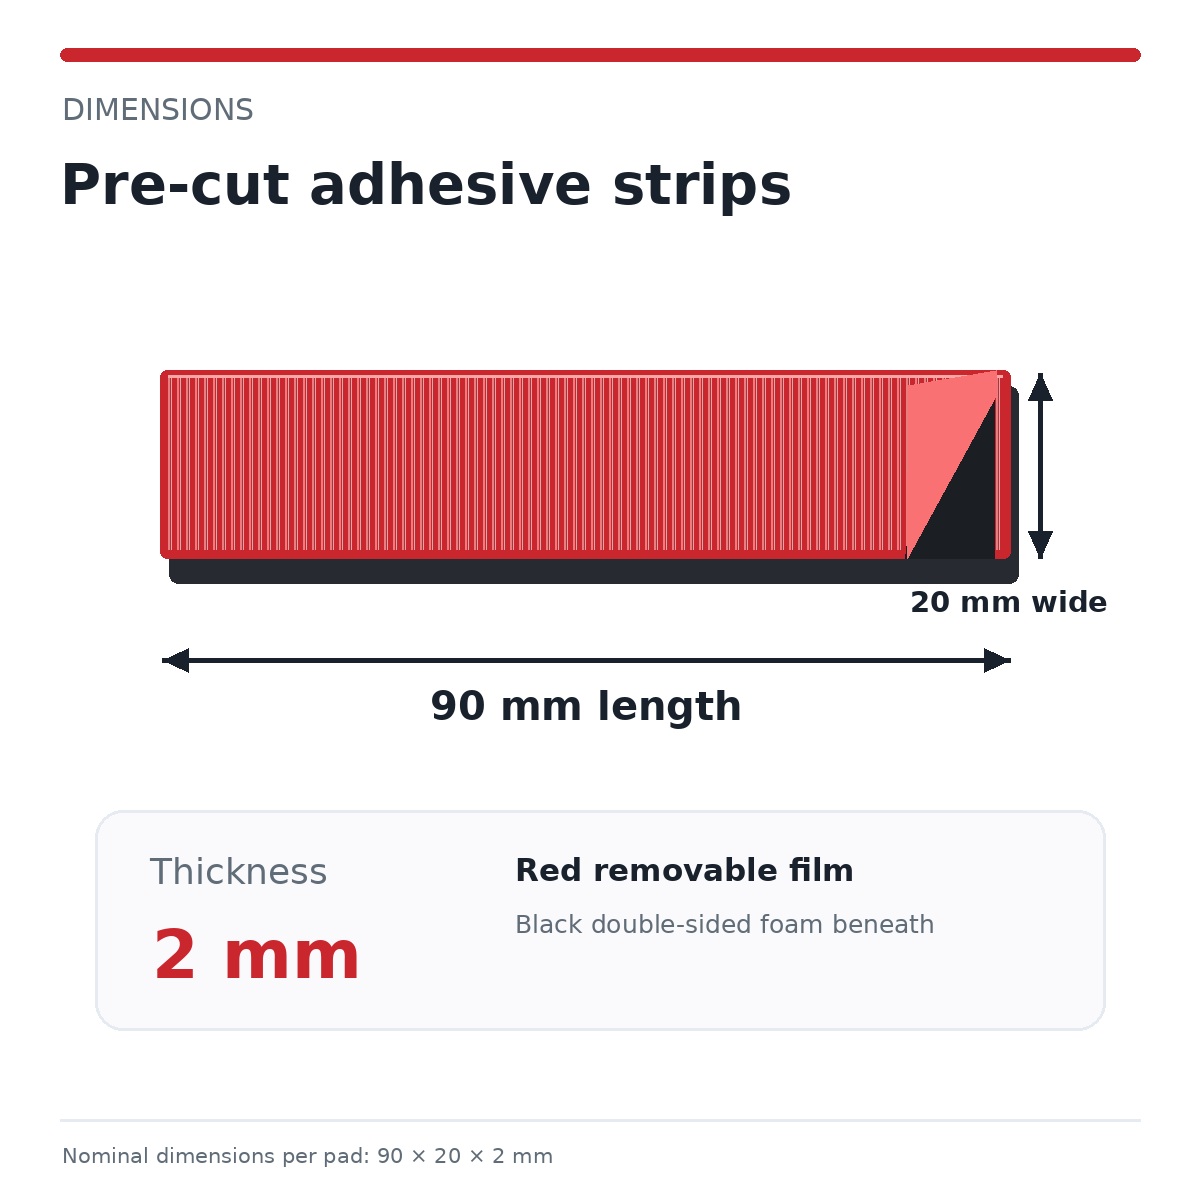 DIMENSIONS
Pre-cut adhesive strips
20 mm wide
90 mm length
Thickness
2 mm
Red removable film
Black double-sided foam beneath
Nominal dimensions per pad: 90 × 20 × 2 mm